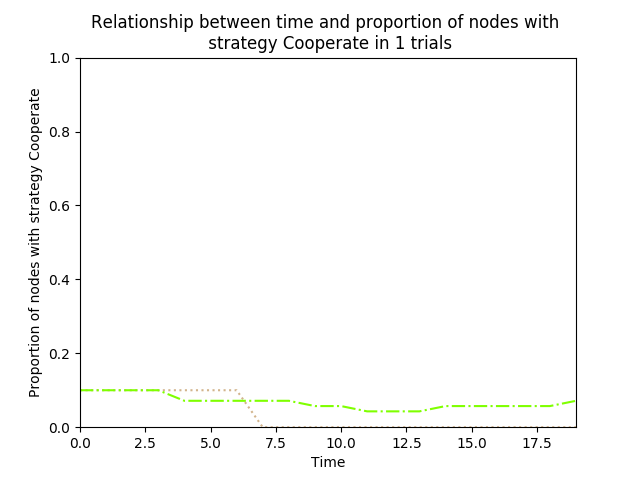 Relationship between time and proportion of nodes with
strategy Cooperate in 1 trials
Proportion of nodes with strategy Cooperate
1.0
0.8
0.6
0.4
0.2
0.0
0.0 2.5 5.0 7.5 10.0 12.5 15.0 17.5
Time